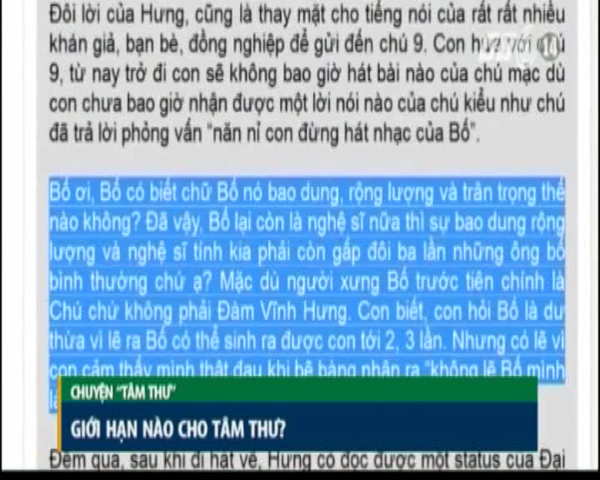 Đôi lời của Hưng, cũng là thay mặt cho tiếng nói của rất rất nhiều
khán giả, bạn bè, đồng nghiệp để gửi đến chú 9. Con hứa với chú
9, từ nay trở đi con sẽ không bao giờ hát bài nào của chú mặc dù
con chưa bao giờ nhận được một lời nói nào của chú kiểu như chú
đã trả lời phỏng vấn "năn nỉ con đừng hát nhạc của Bố".
Bố ơi, Bố có biết chữ Bố nó bao dung, rộng lượng và trân trọng thế
nào không? Đã vậy, Bố lại còn là nghệ sĩ nữa thì sự bao dung rộng
lượng và nghệ sĩ tính kia phải còn gấp đôi ba lần những ông bố
bình thường chứ ạ? Mặc dù người xưng Bố trước tiên chính là
Chú chứ không phải Đàm Vĩnh Hưng. Con biết, con hỏi Bố là dư
thừa vì lẽ ra Bố có thể sinh ra được con tới 2, 3 lần. Nhưng có lẽ vì
con cảm thấy mình thật đau khi bẽ bàng nhận ra "không lẽ Bố mình
CHUYỆN "TÂM THƯ"
GIỚI HẠN NÀO CHO TÂM THƯ?
Đêm qua, sau khi đi hát về, Hưng có đọc được một status của Đại